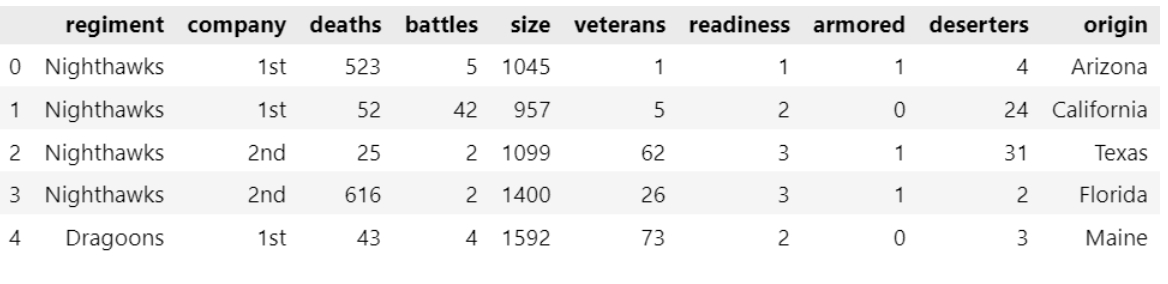 regiment company deaths battles size veterans readiness armored deserters origin
0 Nighthawks 1st 523 5 1045 1 1 1 4 Arizona
1 Nighthawks 1st 52 42 957 5 2 0 24 California
2 Nighthawks 2nd 25 2 1099 62 3 1 31 Texas
3 Nighthawks 2nd 616 2 1400 26 3 1 2 Florida
4 Dragoons 1st 43 4 1592 73 2 0 3 Maine